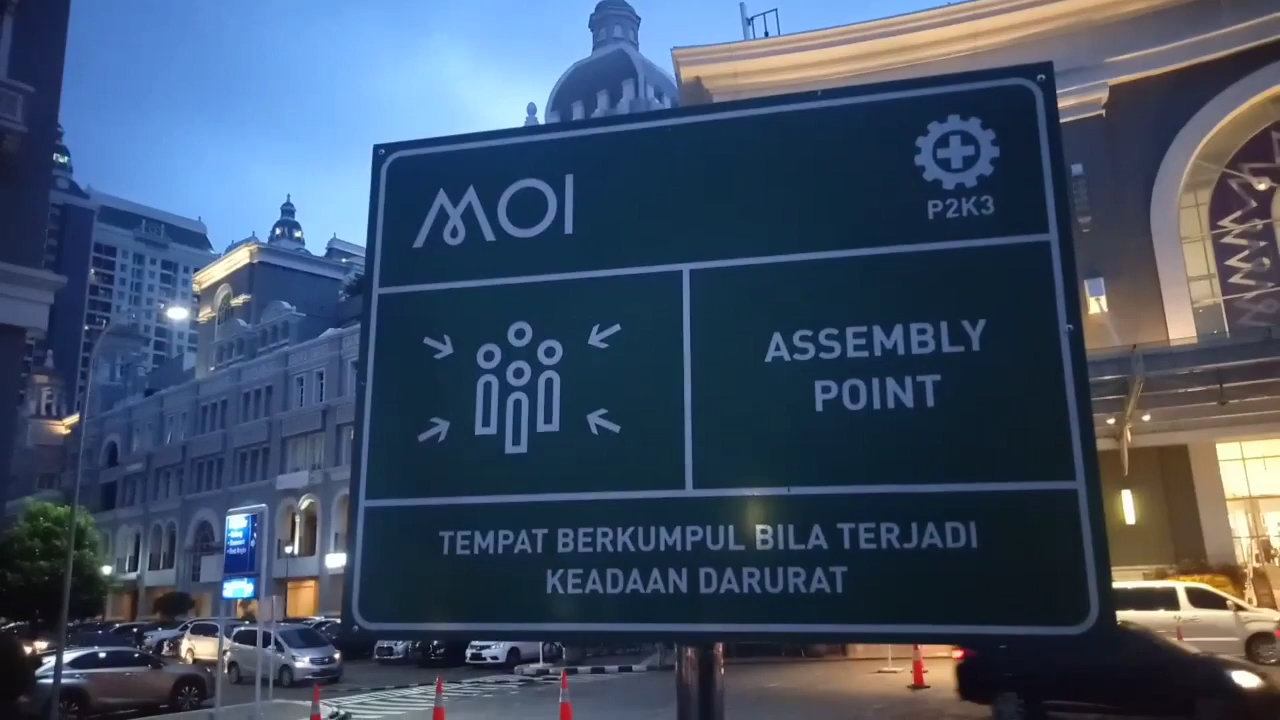 MOI
P2K3
ASSEMBLY
POINT
TEMPAT BERKUMPUL BILA TERJADI
KEADAAN DARURAT